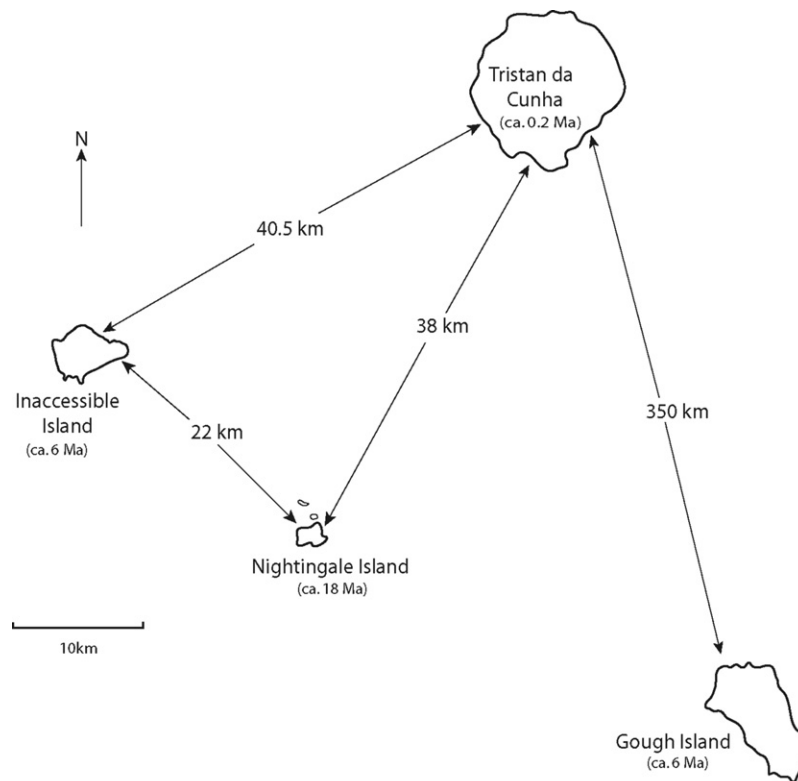 Tristan da
Cunha
(ca. 0.2 Ma)
N
40.5 km
38 km
Inaccessible
Island
(ca. 6 Ma)
22 km
350 km
Nightingale Island
(ca. 18 Ma)
10km
Gough Island
(ca. 6 Ma)